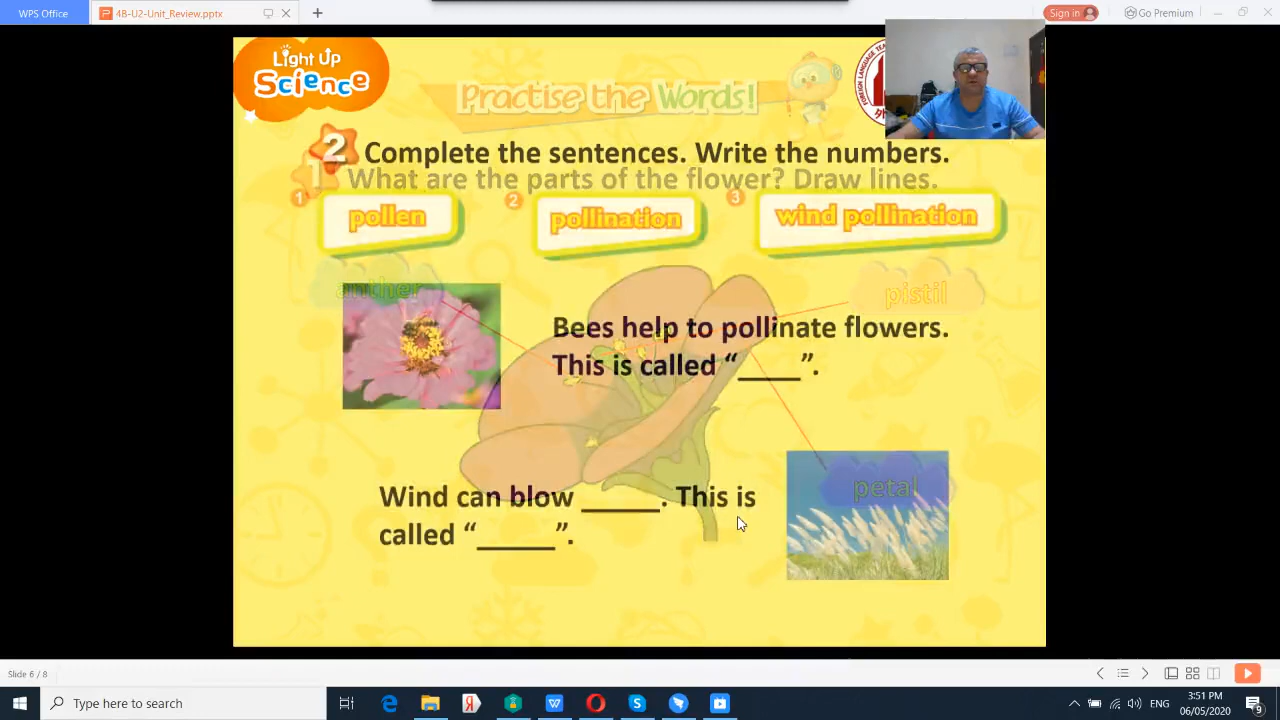 WPS Office
4B-U2-Unit_Review.pptx
Sign in
Go Premium
Light Up
Science
Practise the Words!
2 Complete the sentences. Write the numbers.
1 What are the parts of the flower? Draw lines.
1 pollen
2 pollination
3 wind pollination
anther
pistil
Bees help to pollinate flowers.
This is called “_____”.
petal
Wind can blow ______. This is
called “______”.
Slide 6 / 8
Type here to search
ENG
3:51 PM
06/05/2020